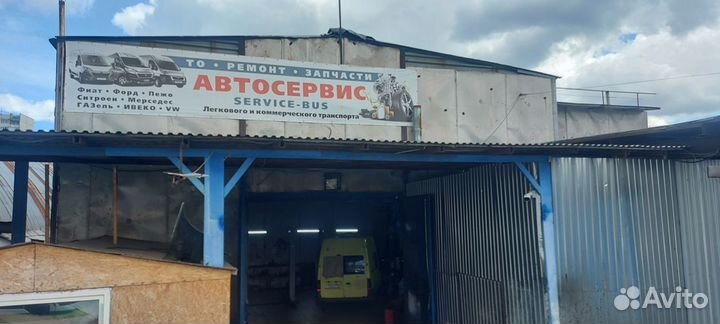 ТО • РЕМОНТ • ЗАПЧАСТИ
АВТОСЕРВИС
SERVICE-BUS
Легкового и коммерческого транспорта
Фиат • Форд • Пежо
Ситроен • Мерседес
ГАЗель • ИВЕКО • VW
Avito